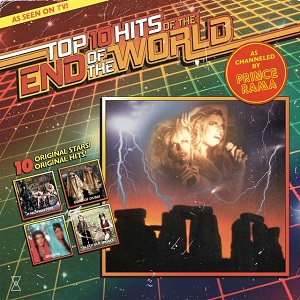 AS SEEN ON TV!
TOP 10 HITS OF THE
END OF THE WORLD
AS
CHANNELED
BY
PRINCE
RAMA
10 ORIGINAL STARS!
ORIGINAL HITS!